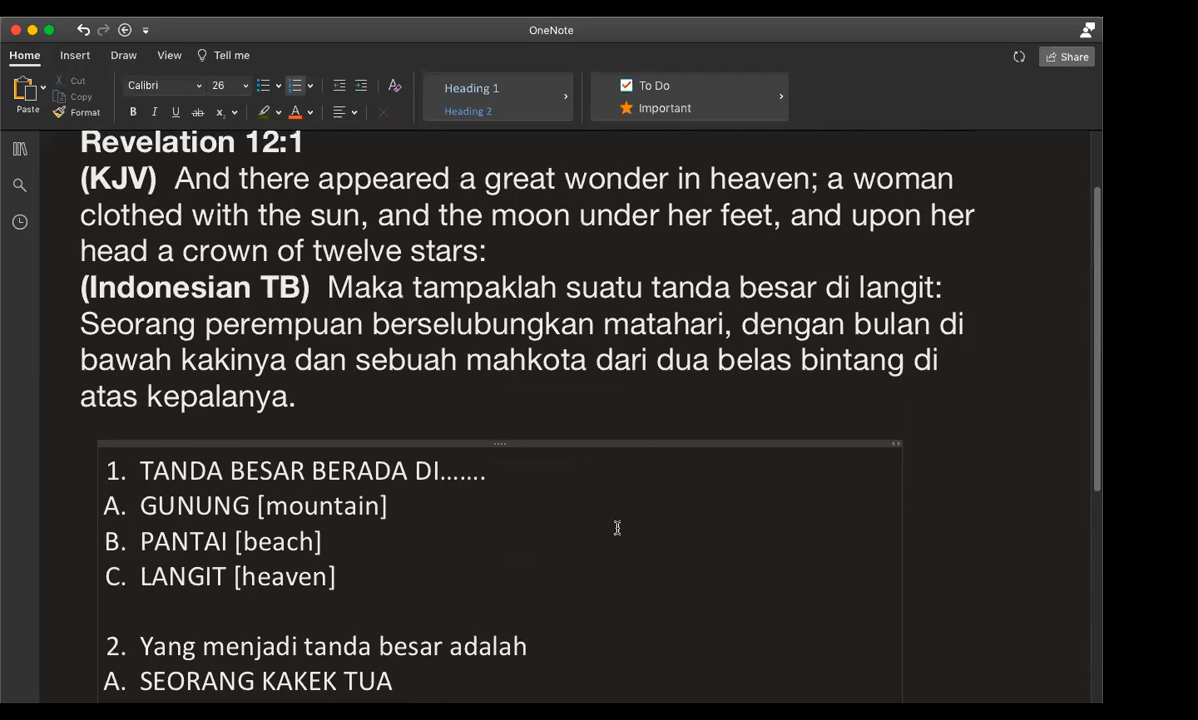 OneNote
Home Insert Draw View Tell me
Share
Paste
Cut
Copy
Format
Calibri 26
B I U ab x
A
Heading 1
Heading 2
To Do
Important
Revelation 12:1
(KJV) And there appeared a great wonder in heaven; a woman
clothed with the sun, and the moon under her feet, and upon her
head a crown of twelve stars:
(Indonesian TB) Maka tampaklah suatu tanda besar di langit:
Seorang perempuan berselubungkan matahari, dengan bulan di
bawah kakinya dan sebuah mahkota dari dua belas bintang di
atas kepalanya.
1. TANDA BESAR BERADA DI.......
A. GUNUNG [mountain]
B. PANTAI [beach]
C. LANGIT [heaven]
2. Yang menjadi tanda besar adalah
A. SEORANG KAKEK TUA